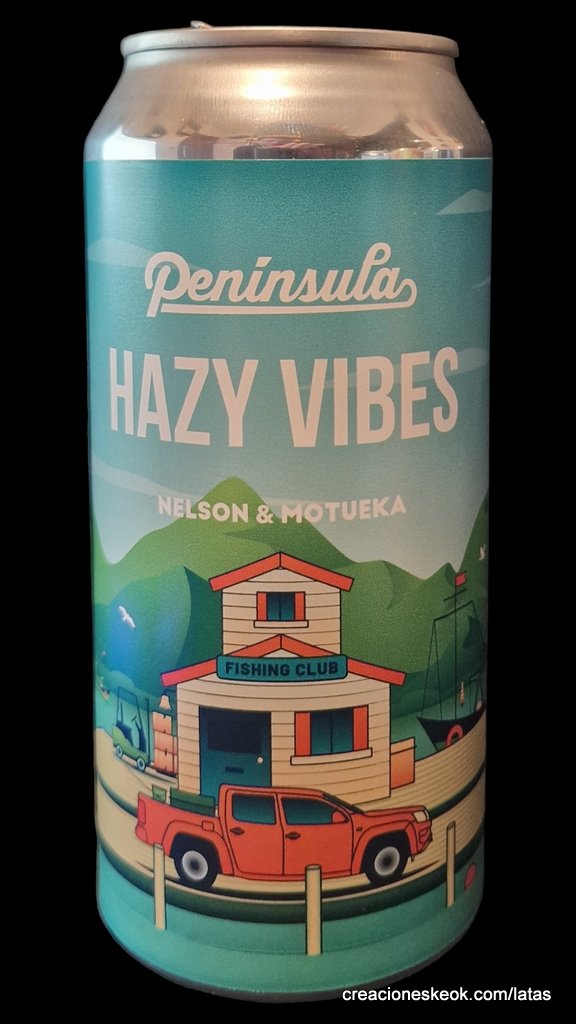 Península
HAZY VIBES
NELSON & MOTUEKA
FISHING CLUB
creacioneskeok.com/latas